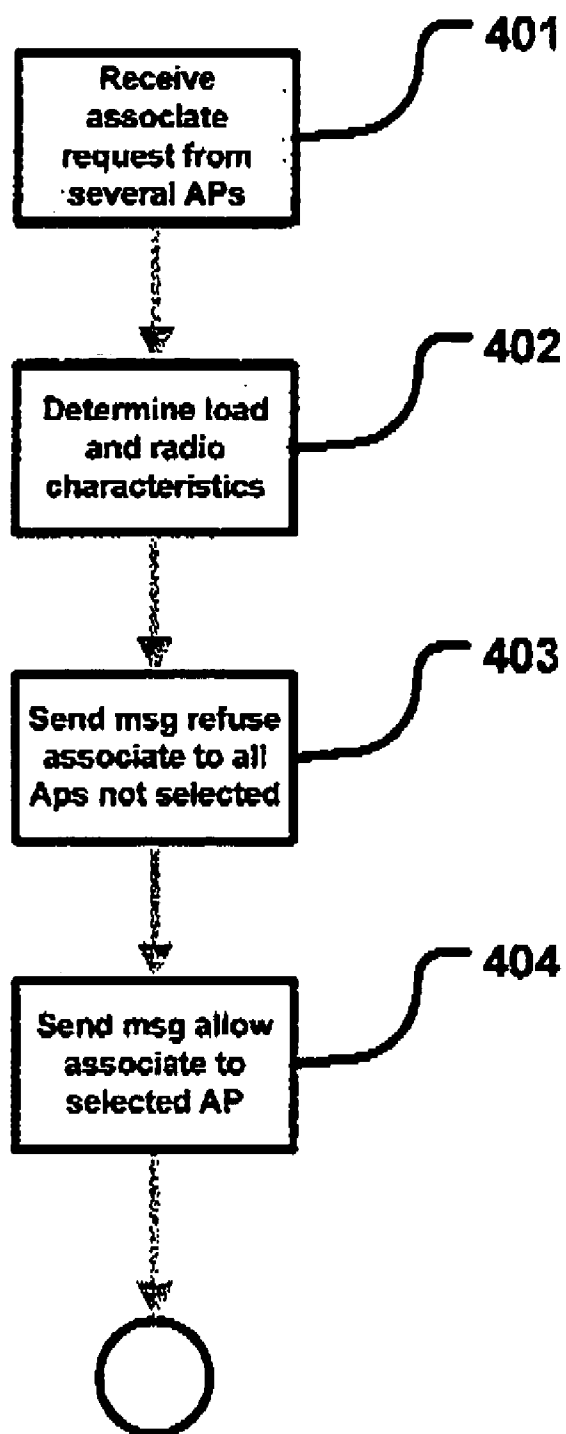 401
Receive
associate
request from
several APs
402
Determine load
and radio
characteristics
403
Send msg refuse
associate to all
Aps not selected
404
Send msg allow
associate to
selected AP